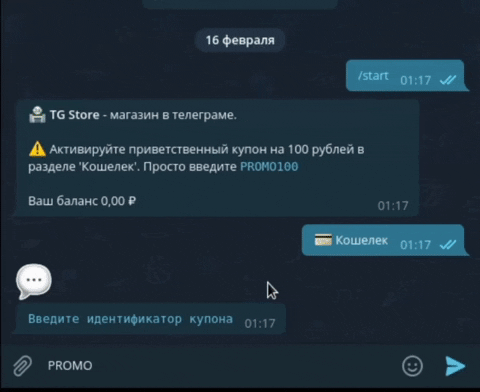 16 февраля
/start 01:17
TG Store - магазин в телеграме.
Активируйте приветственный купон на 100 рублей в
разделе 'Кошелек'. Просто введите PROMO100
Ваш баланс 0,00 ₽
01:17
Кошелек 01:17
Введите идентификатор купона 01:17
PROMO